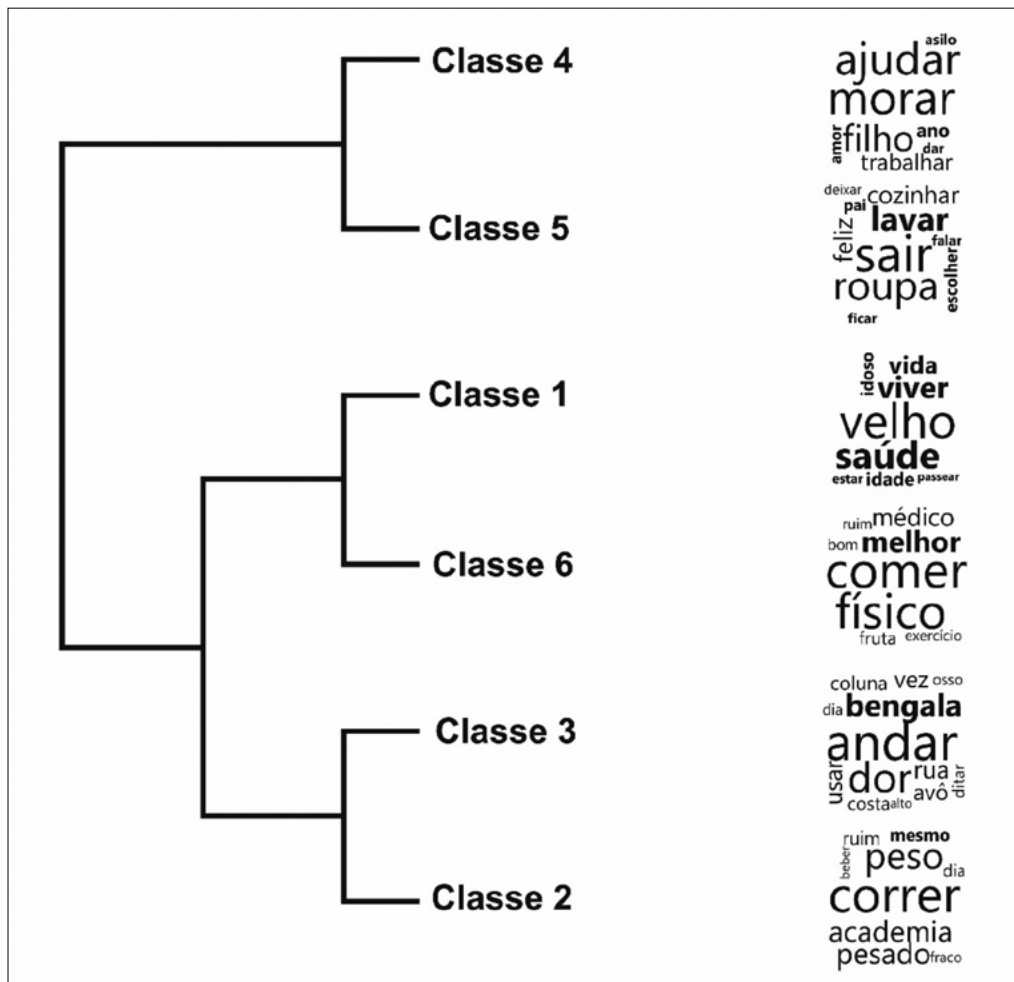 Classe 4
asilo
ajudar
morar
amor filho ano
dar
trabalhar
Classe 5
deixar cozinhar
pai lavar
feliz sair falar
roupa escolher
ficar
Classe 1
idoso vida
viver
velho
saúde
estar idade passear
Classe 6
ruim médico
bom melhor
comer
físico
fruta exercício
Classe 3
coluna vez osso
dia bengala
andar
usar dor rua
avô ditar
costa alto
Classe 2
beber ruim mesmo
peso dia
correr
academia
pesado fraco